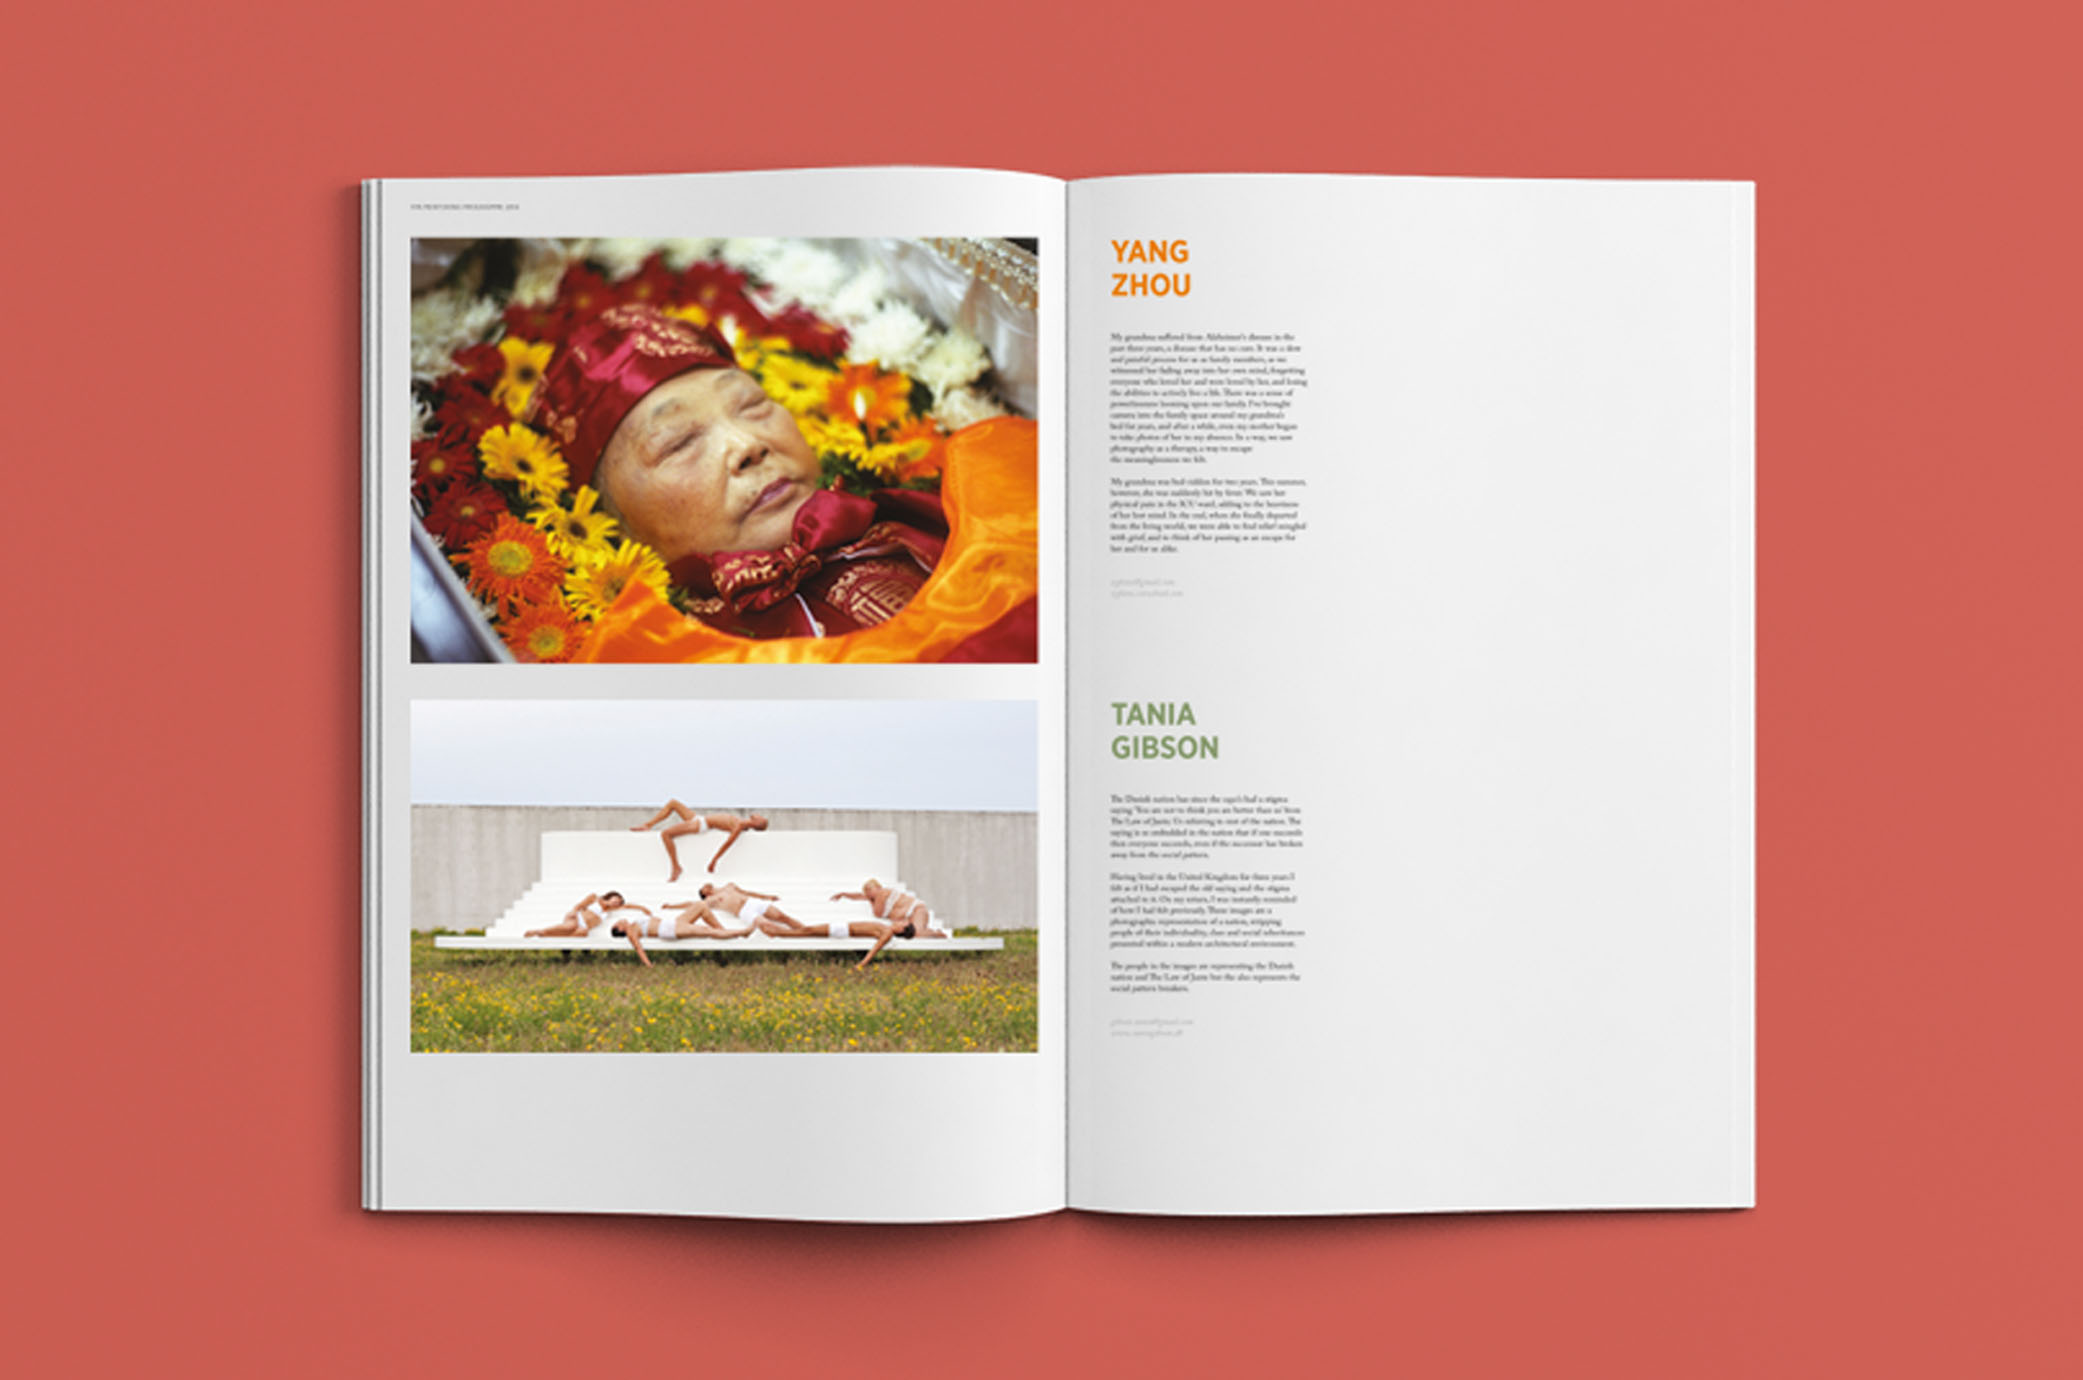 YANG
ZHOU
My grandma suffered from Alzheimer's disease in the
past three years, a disease that has no cure. It was a slow
and painful process for us as family members, as we
witnessed her fading away into her own mind, forgetting
everyone who loved her and were loved by her, and losing
the abilities to actively live a life. There was a sense of
powerlessness looming upon our family. I've brought
camera into the family space around my grandma's
bed for years, and after a while, even my mother began
to take photos of her in my absence. In a way, we saw
photography as a therapy, a way to escape
the meaninglessness we felt.
My grandma was bed ridden for two years. This summer,
however, she was suddenly hit by fever. We saw her
physical pain in the ICU ward, adding to the heaviness
of her lost mind. In the end, when she finally departed
from the living world, we were able to find relief mingled
with grief, and to think of her passing as an escape for
her and for us alike.
TANIA
GIBSON
The Danish nation has since the had a stigma
saying 'You are not to think you are better than us' from
The Law of Jante; Us referring to rest of the nation. The
saying is so embedded in the nation that if one succeeds
then everyone succeeds, even if the successor has broken
away from the social pattern.
Having lived in the United Kingdom for three years I
felt as if I had escaped the old saying and the stigma
attached to it. On my return, I was instantly reminded
of how I had felt previously. These images are a
photographic representation of a nation, stripping
people of their individuality, class and social inheritances
presented within a modern architectural environment.
The people in the images are representing the Danish
nation and The Law of Jante but the also represents the
social pattern breakers.